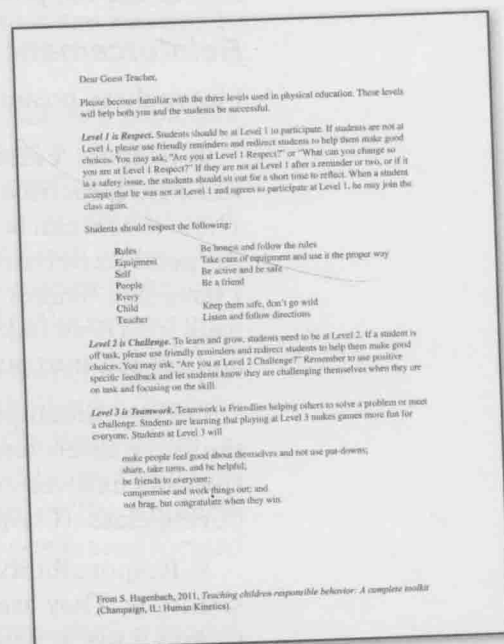 Reinforcement
Dear Guest Teacher,
Please become familiar with the three levels used in physical education. These levels
will help both you and the students be successful.
Level 1 is Respect. Students should be at Level 1 to participate. If students are not at
Level 1, please use friendly reminders and redirect students to help them make good
choices. You may ask, "Are you at Level 1 Respect?" or "What can you change so
you are at Level 1 Respect?" If they are not at Level 1 after a reminder or two, or if it
is a safety issue, the students should sit out for a short time to reflect. When a student
accepts that he was not at Level 1 and agrees to participate at Level 1, he may join the
class again.
Students should respect the following:
Rules Be honest and follow the rules
Equipment Take care of equipment and use it the proper way
Self Be active and be safe
People Be a friend
Every
Child Keep them safe, don't go wild
Teacher Listen and follow directions
Level 2 is Challenge. To learn and grow, students need to be at Level 2. If a student is
off task, please use friendly reminders and redirect students to help them make good
choices. You may ask, "Are you at Level 2 Challenge?" Remember to use positive
specific feedback and let students know they are challenging themselves when they are
on task and focusing on the skill.
Level 3 is Teamwork. Teamwork is Friendlies helping others to solve a problem or meet
a challenge. Students are learning that playing at Level 3 makes games more fun for
everyone. Students at Level 3 will
make people feel good about themselves and not use put-downs;
share, take turns, and be helpful;
be friends to everyone;
compromise and work things out; and
not brag, but congratulate when they win.
From S. Hagenbach, 2011, Teaching children responsible behavior: A complete toolkit
(Champaign, IL: Human Kinetics).